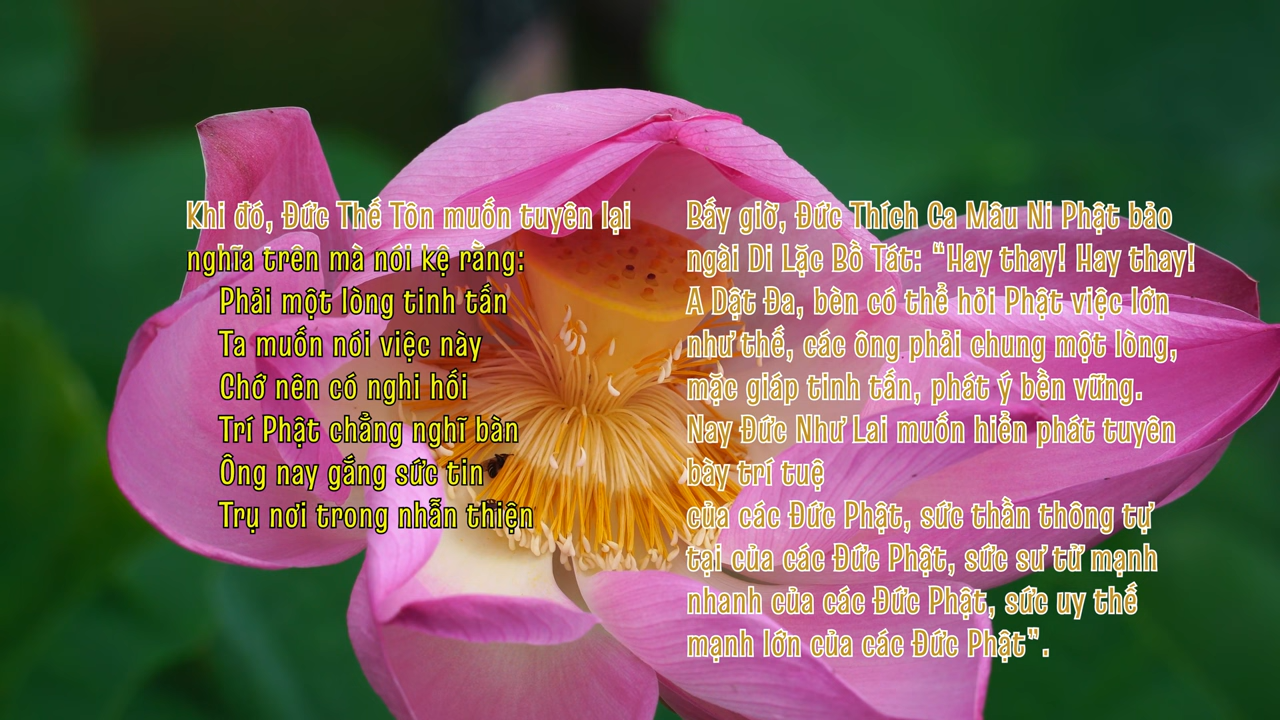 Khi đó, Đức Thế Tôn muốn tuyên lại
nghĩa trên mà nói kệ rằng:
Phải một lòng tinh tấn
Ta muốn nói việc này
Chớ nên có nghi hối
Trí Phật chẳng nghĩ bàn
Ông nay gắng sức tin
Trụ nơi trong nhẫn thiện
Bấy giờ, Đức Thích Ca Mâu Ni Phật bảo
ngài Di Lặc Bồ Tát: “Hay thay! Hay thay!
A Dật Đa, bèn có thể hỏi Phật việc lớn
như thế, các ông phải chung một lòng,
mặc giáp tinh tấn, phát ý bền vững.
Nay Đức Như Lai muốn hiển phát tuyên
bày trí tuệ
của các Đức Phật, sức thần thông tự
tại của các Đức Phật, sức sư tử mạnh
nhanh của các Đức Phật, sức uy thế
mạnh lớn của các Đức Phật”.